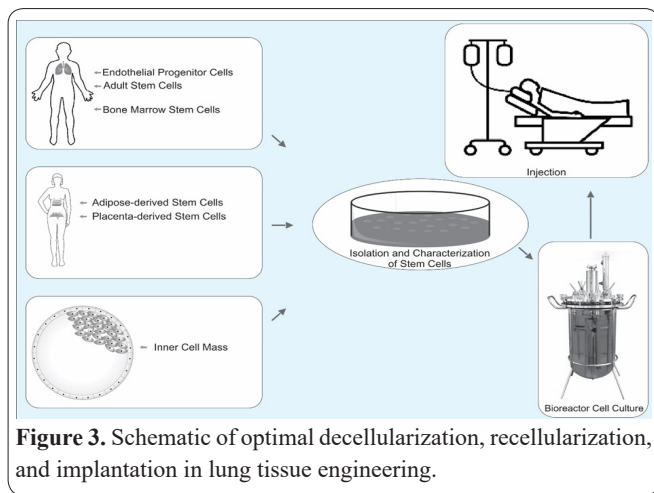 Endothelial Progenitor Cells
Adult Stem Cells
Bone Marrow Stem Cells
Adipose-derived Stem Cells
Placenta-derived Stem Cells
Inner Cell Mass
Isolation and Characterization
of Stem Cells
Injection
Bioreactor Cell Culture
Figure 3. Schematic of optimal decellularization, recellularization,
and implantation in lung tissue engineering.